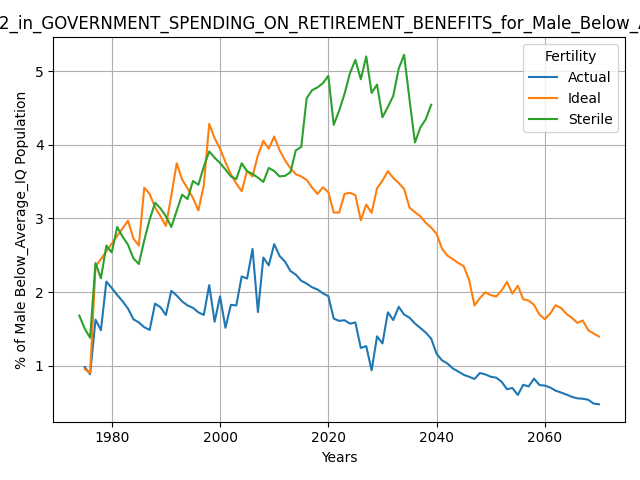 2_in_GOVERNMENT_SPENDING_ON_RETIREMENT_BENEFITS_for_Male_Below_
Fertility
Actual
Ideal
Sterile
% of Male Below_Average_IQ Population
5
4
3
2
1
1980
2000
2020
2040
2060
Years